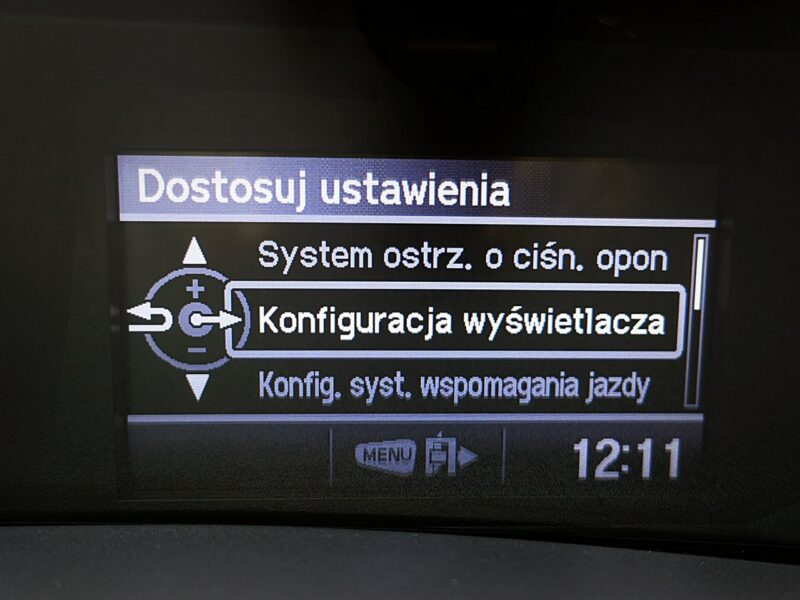 Dostosuj ustawienia
System ostrz. o ciśn. opon
Konfiguracja wyświetlacza
Konfig. syst. wspomagania jazdy
MENU
12:11